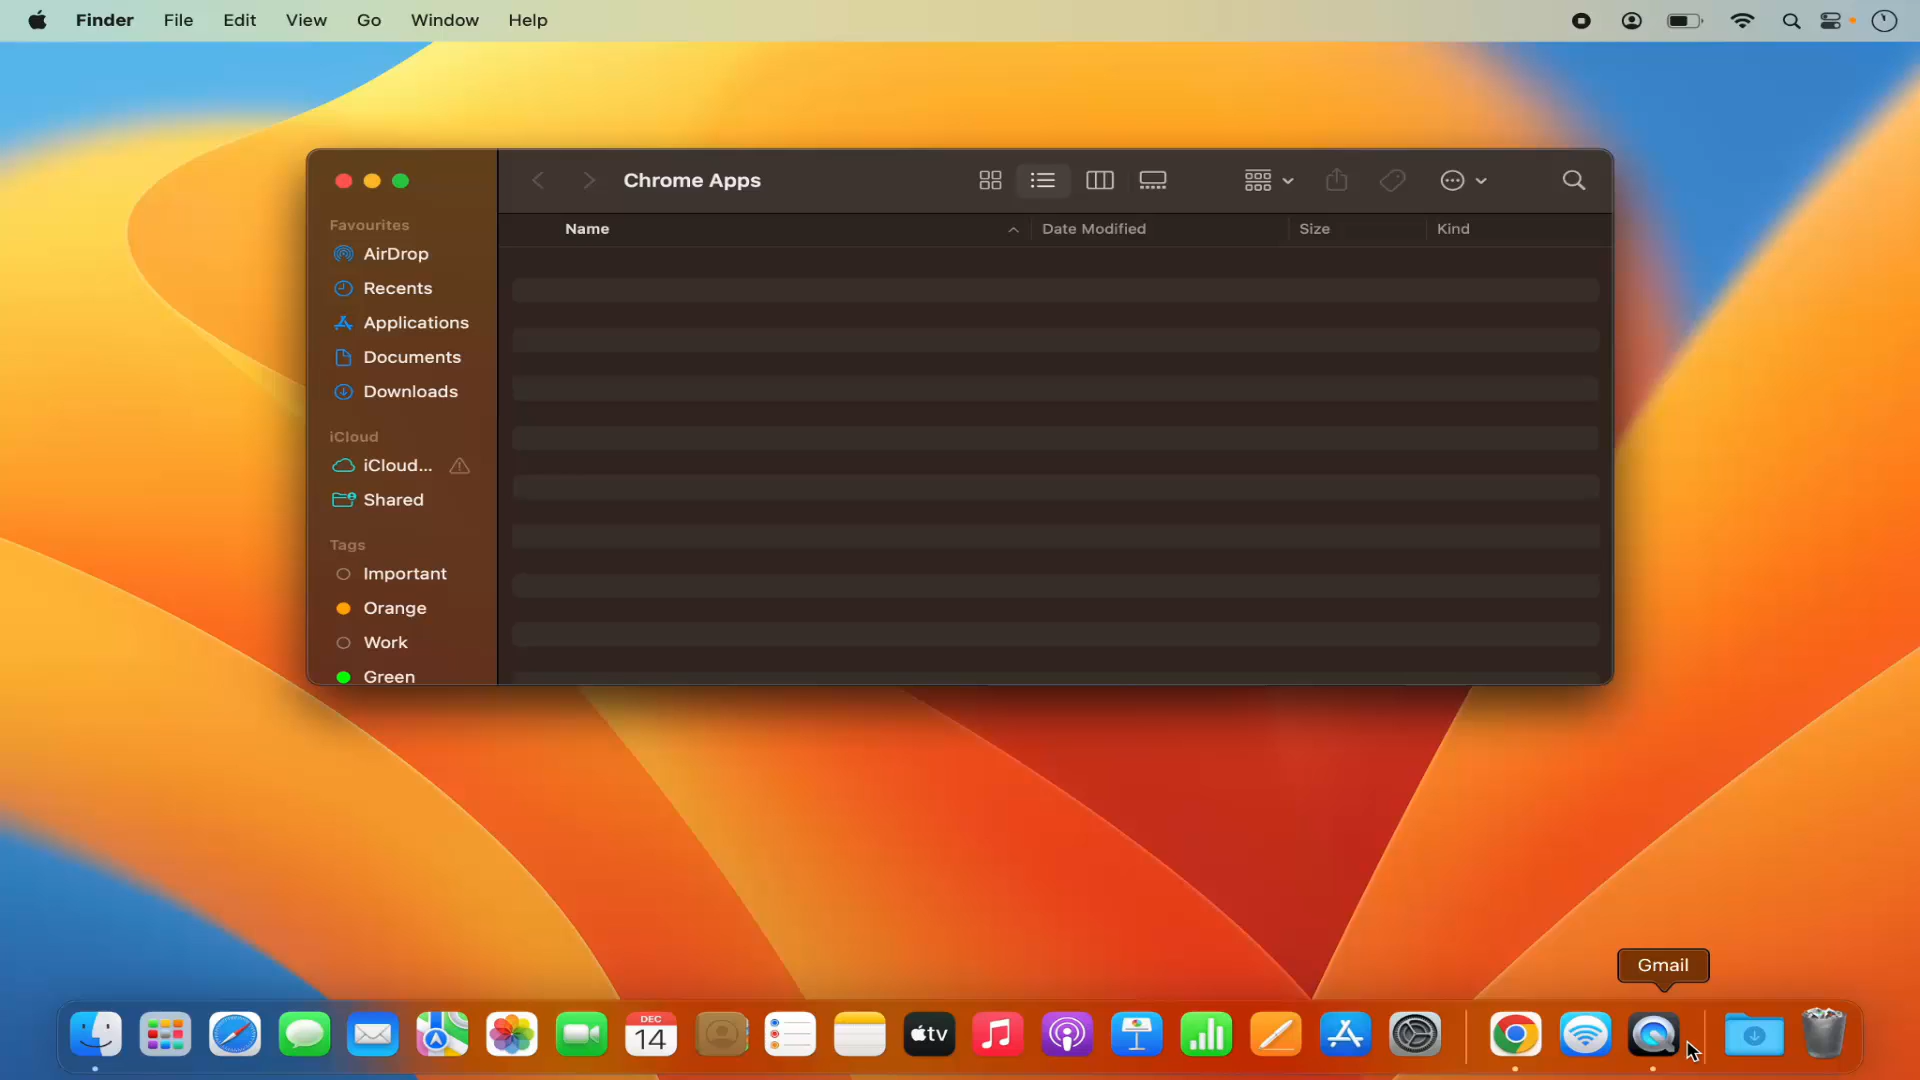 Finder File Edit View Go Window Help
Chrome Apps
Name Date Modified Size Kind
Favourites
AirDrop
Recents
Applications
Documents
Downloads
iCloud
iCloud...
Shared
Tags
Important
Orange
Work
Green
Gmail
DEC
14
tv